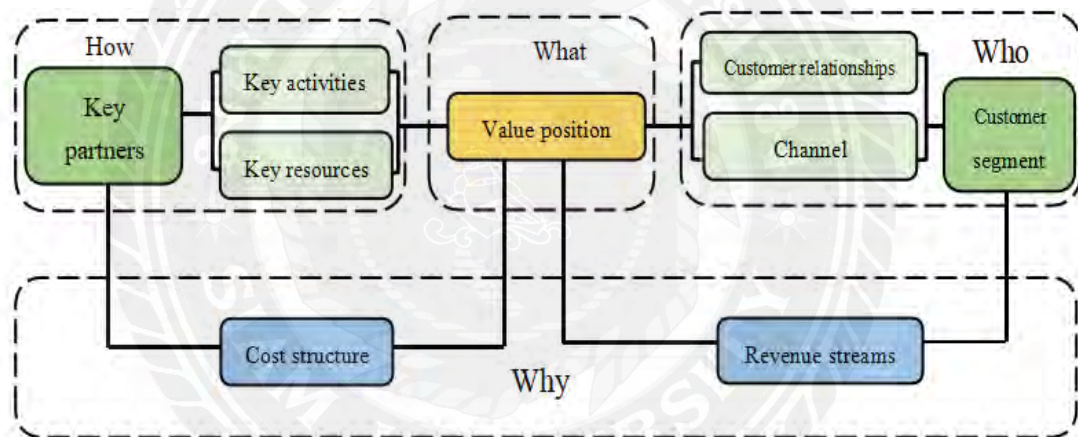 How
Key
partners
Key activities
Key resources
What
Value position
Who
Customer relationships
Channel
Customer
segment
Cost structure
Why
Revenue streams